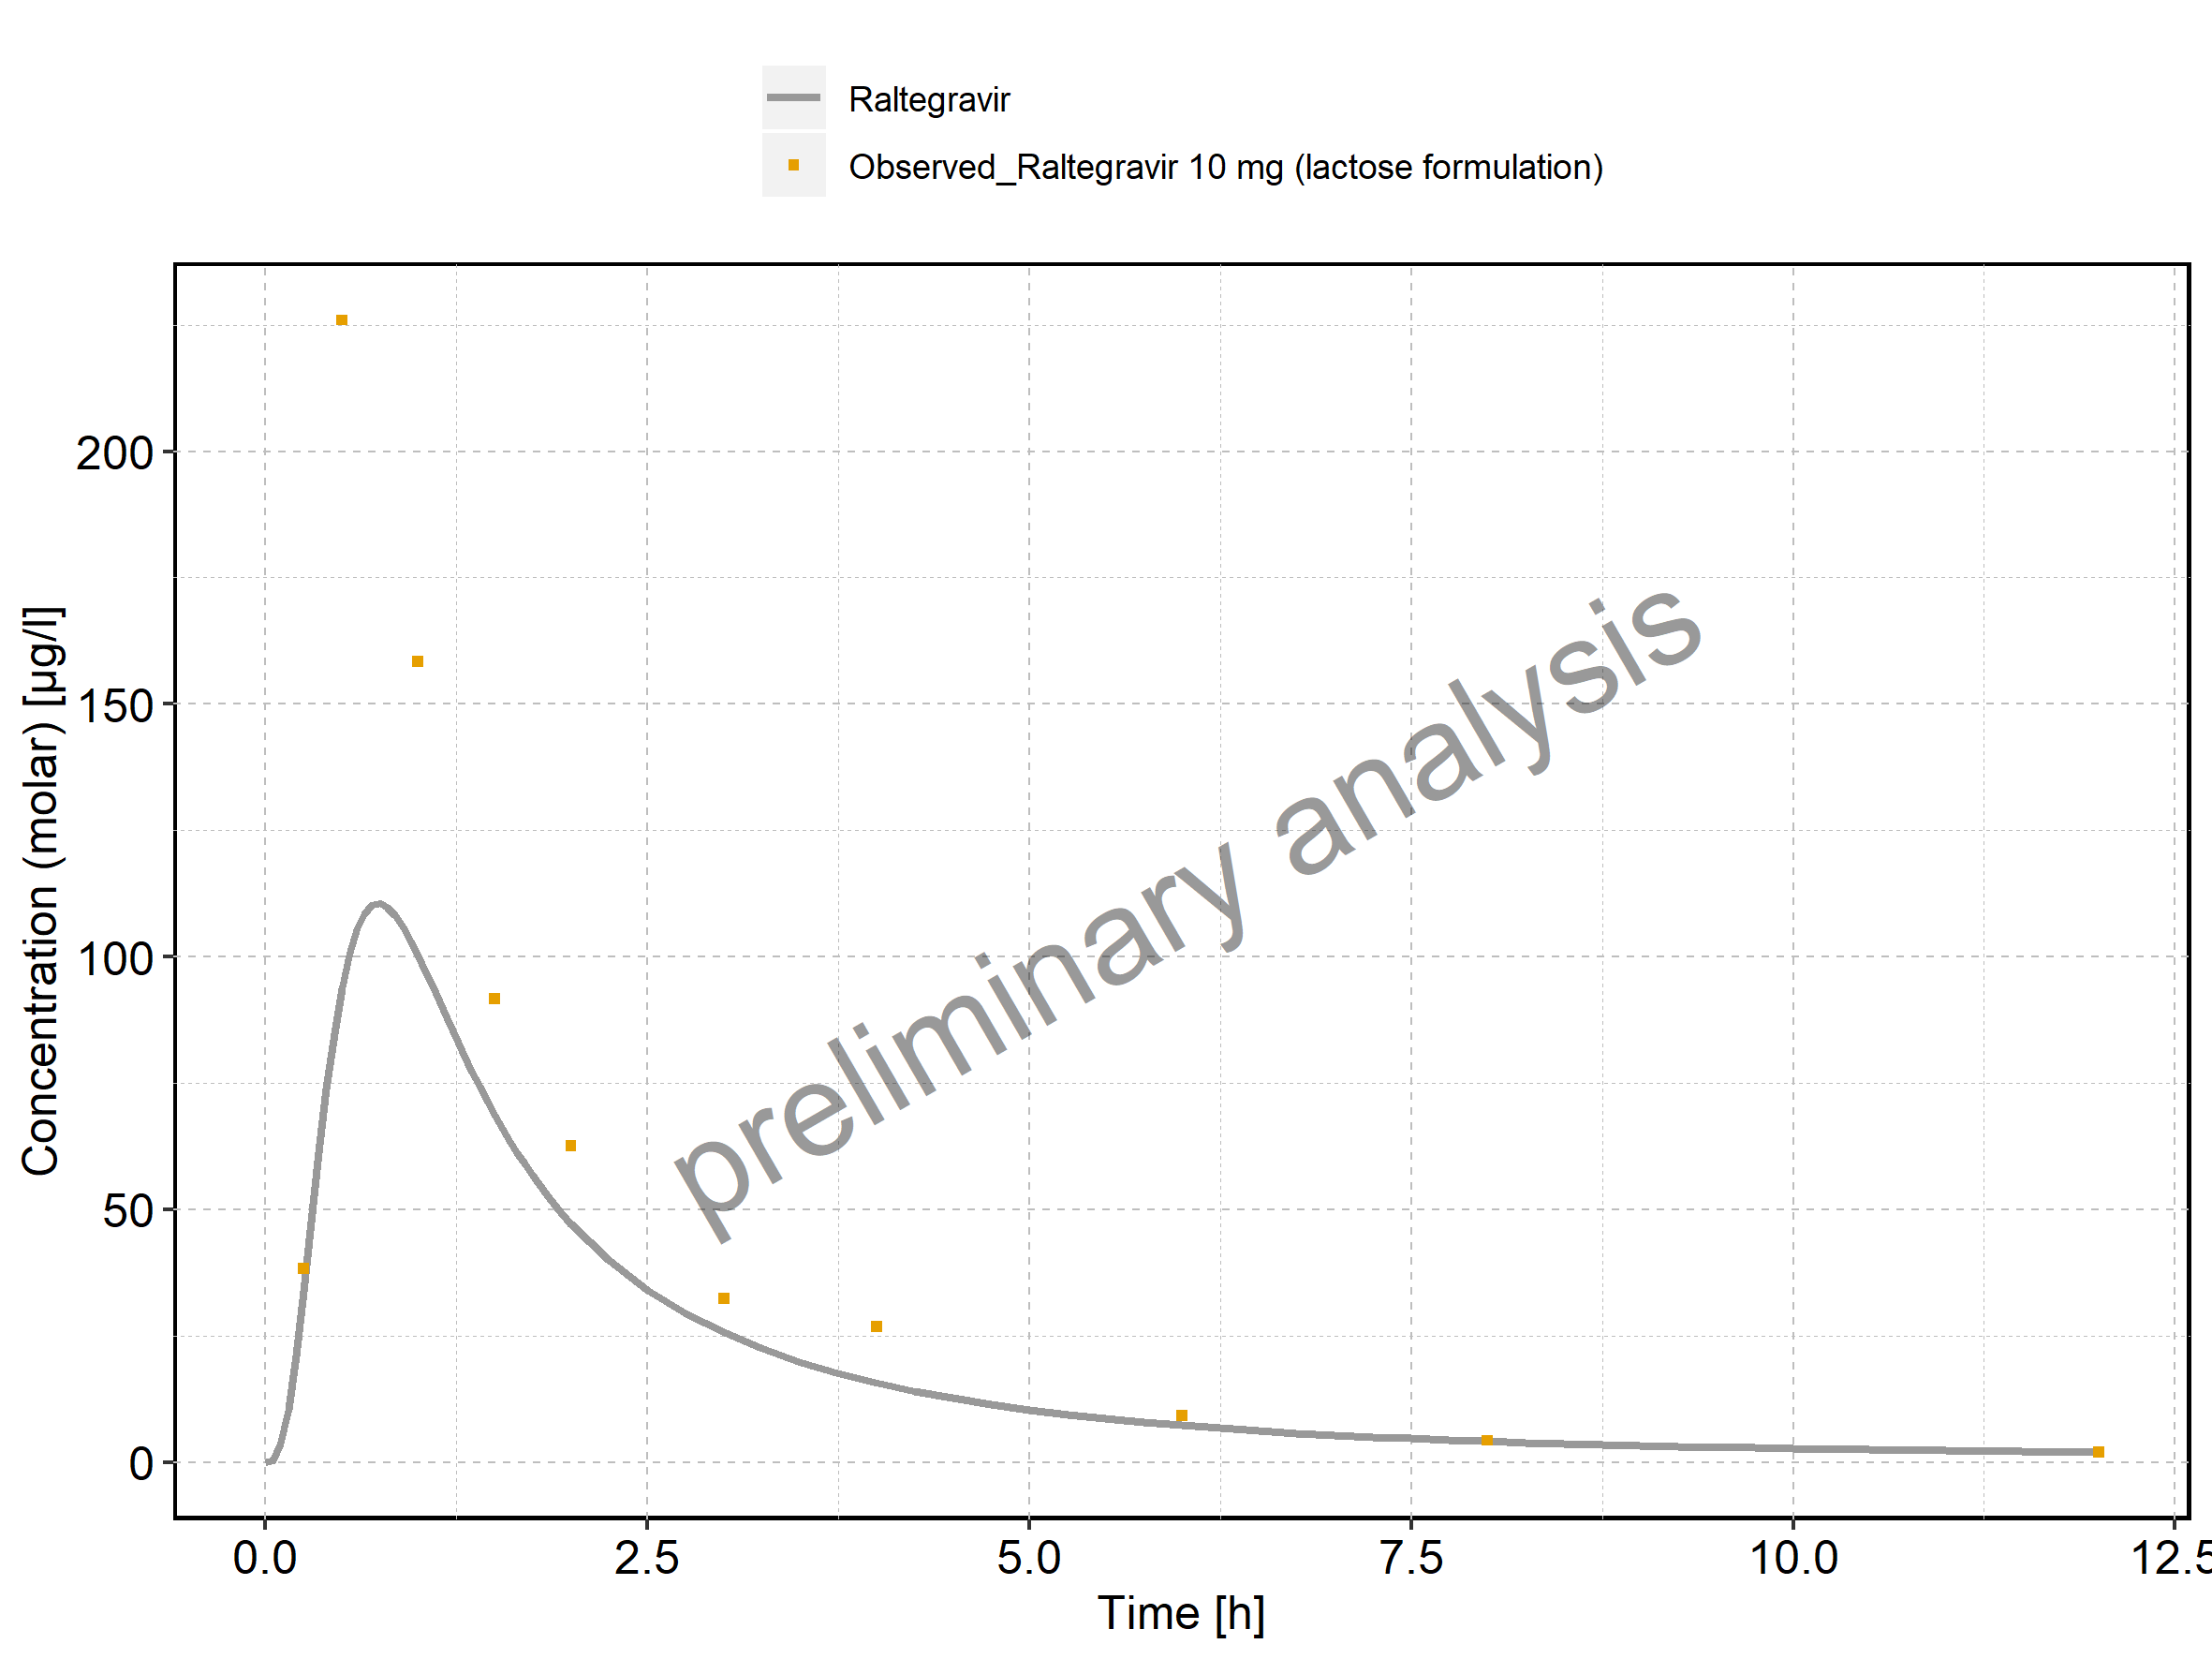 Raltegravir
Observed_Raltegravir 10 mg (lactose formulation)
200
150
100
50
0
Concentration (molar) [µg/l]
preliminary analysis
0.0 2.5 5.0 7.5 10.0 12.5
Time [h]